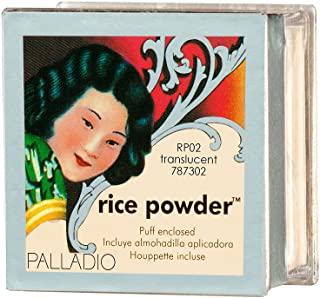 RP02
translucent
787302
rice powder™
Puff enclosed
Incluye almohadilla aplicadora
Houppette incluse
PALLADIO